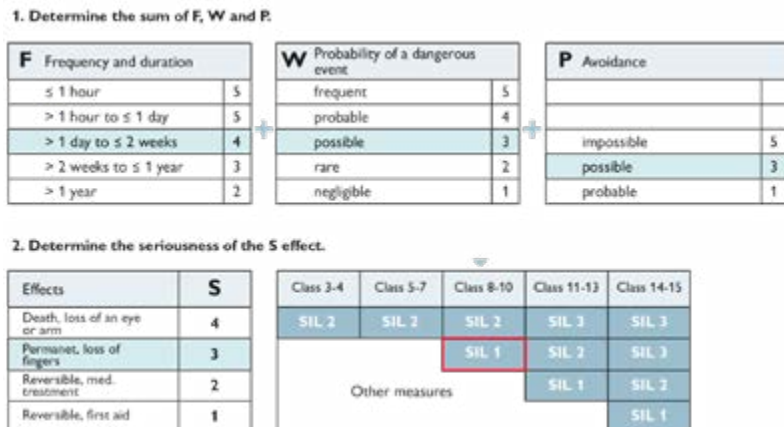 1. Determine the sum of F, W and P.
F Frequency and duration
≤ 1 hour 5
> 1 hour to ≤ 1 day 5
> 1 day to ≤ 2 weeks 4
> 2 weeks to ≤ 1 year 3
> 1 year 2
+
W Probability of a dangerous
event
frequent 5
probable 4
possible 3
rare 2
negligible 1
+
P Avoidance
impossible 5
possible 3
probable 1
2. Determine the seriousness of the S effect.
Effects S
Death, loss of an eye
or arm 4
Permanet, loss of
fingers 3
Reversible, med.
treatment 2
Reversible, first aid 1
Class 3-4 Class 5-7 Class 8-10 Class 11-13 Class 14-15
SIL 2 SIL 2 SIL 2 SIL 3 SIL 3
SIL 1 SIL 2 SIL 3
Other measures SIL 1 SIL 2
SIL 1